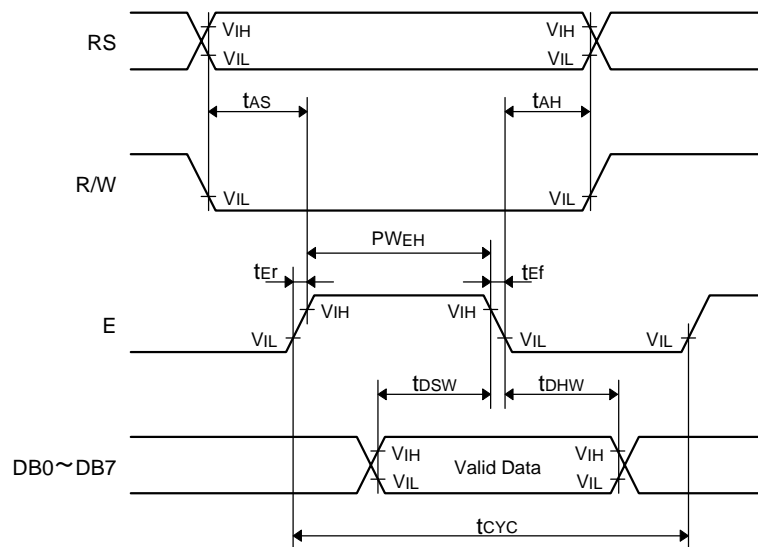 RS
VIH
VIL
VIH
VIL
tAS
tAH
R/W
VIL
VIL
PWEH
tEr
tEf
E
VIH
VIL
VIH
VIL
VIL
tDSW
tDHW
DB0～DB7
VIH
VIL
Valid Data
VIH
VIL
tCYC